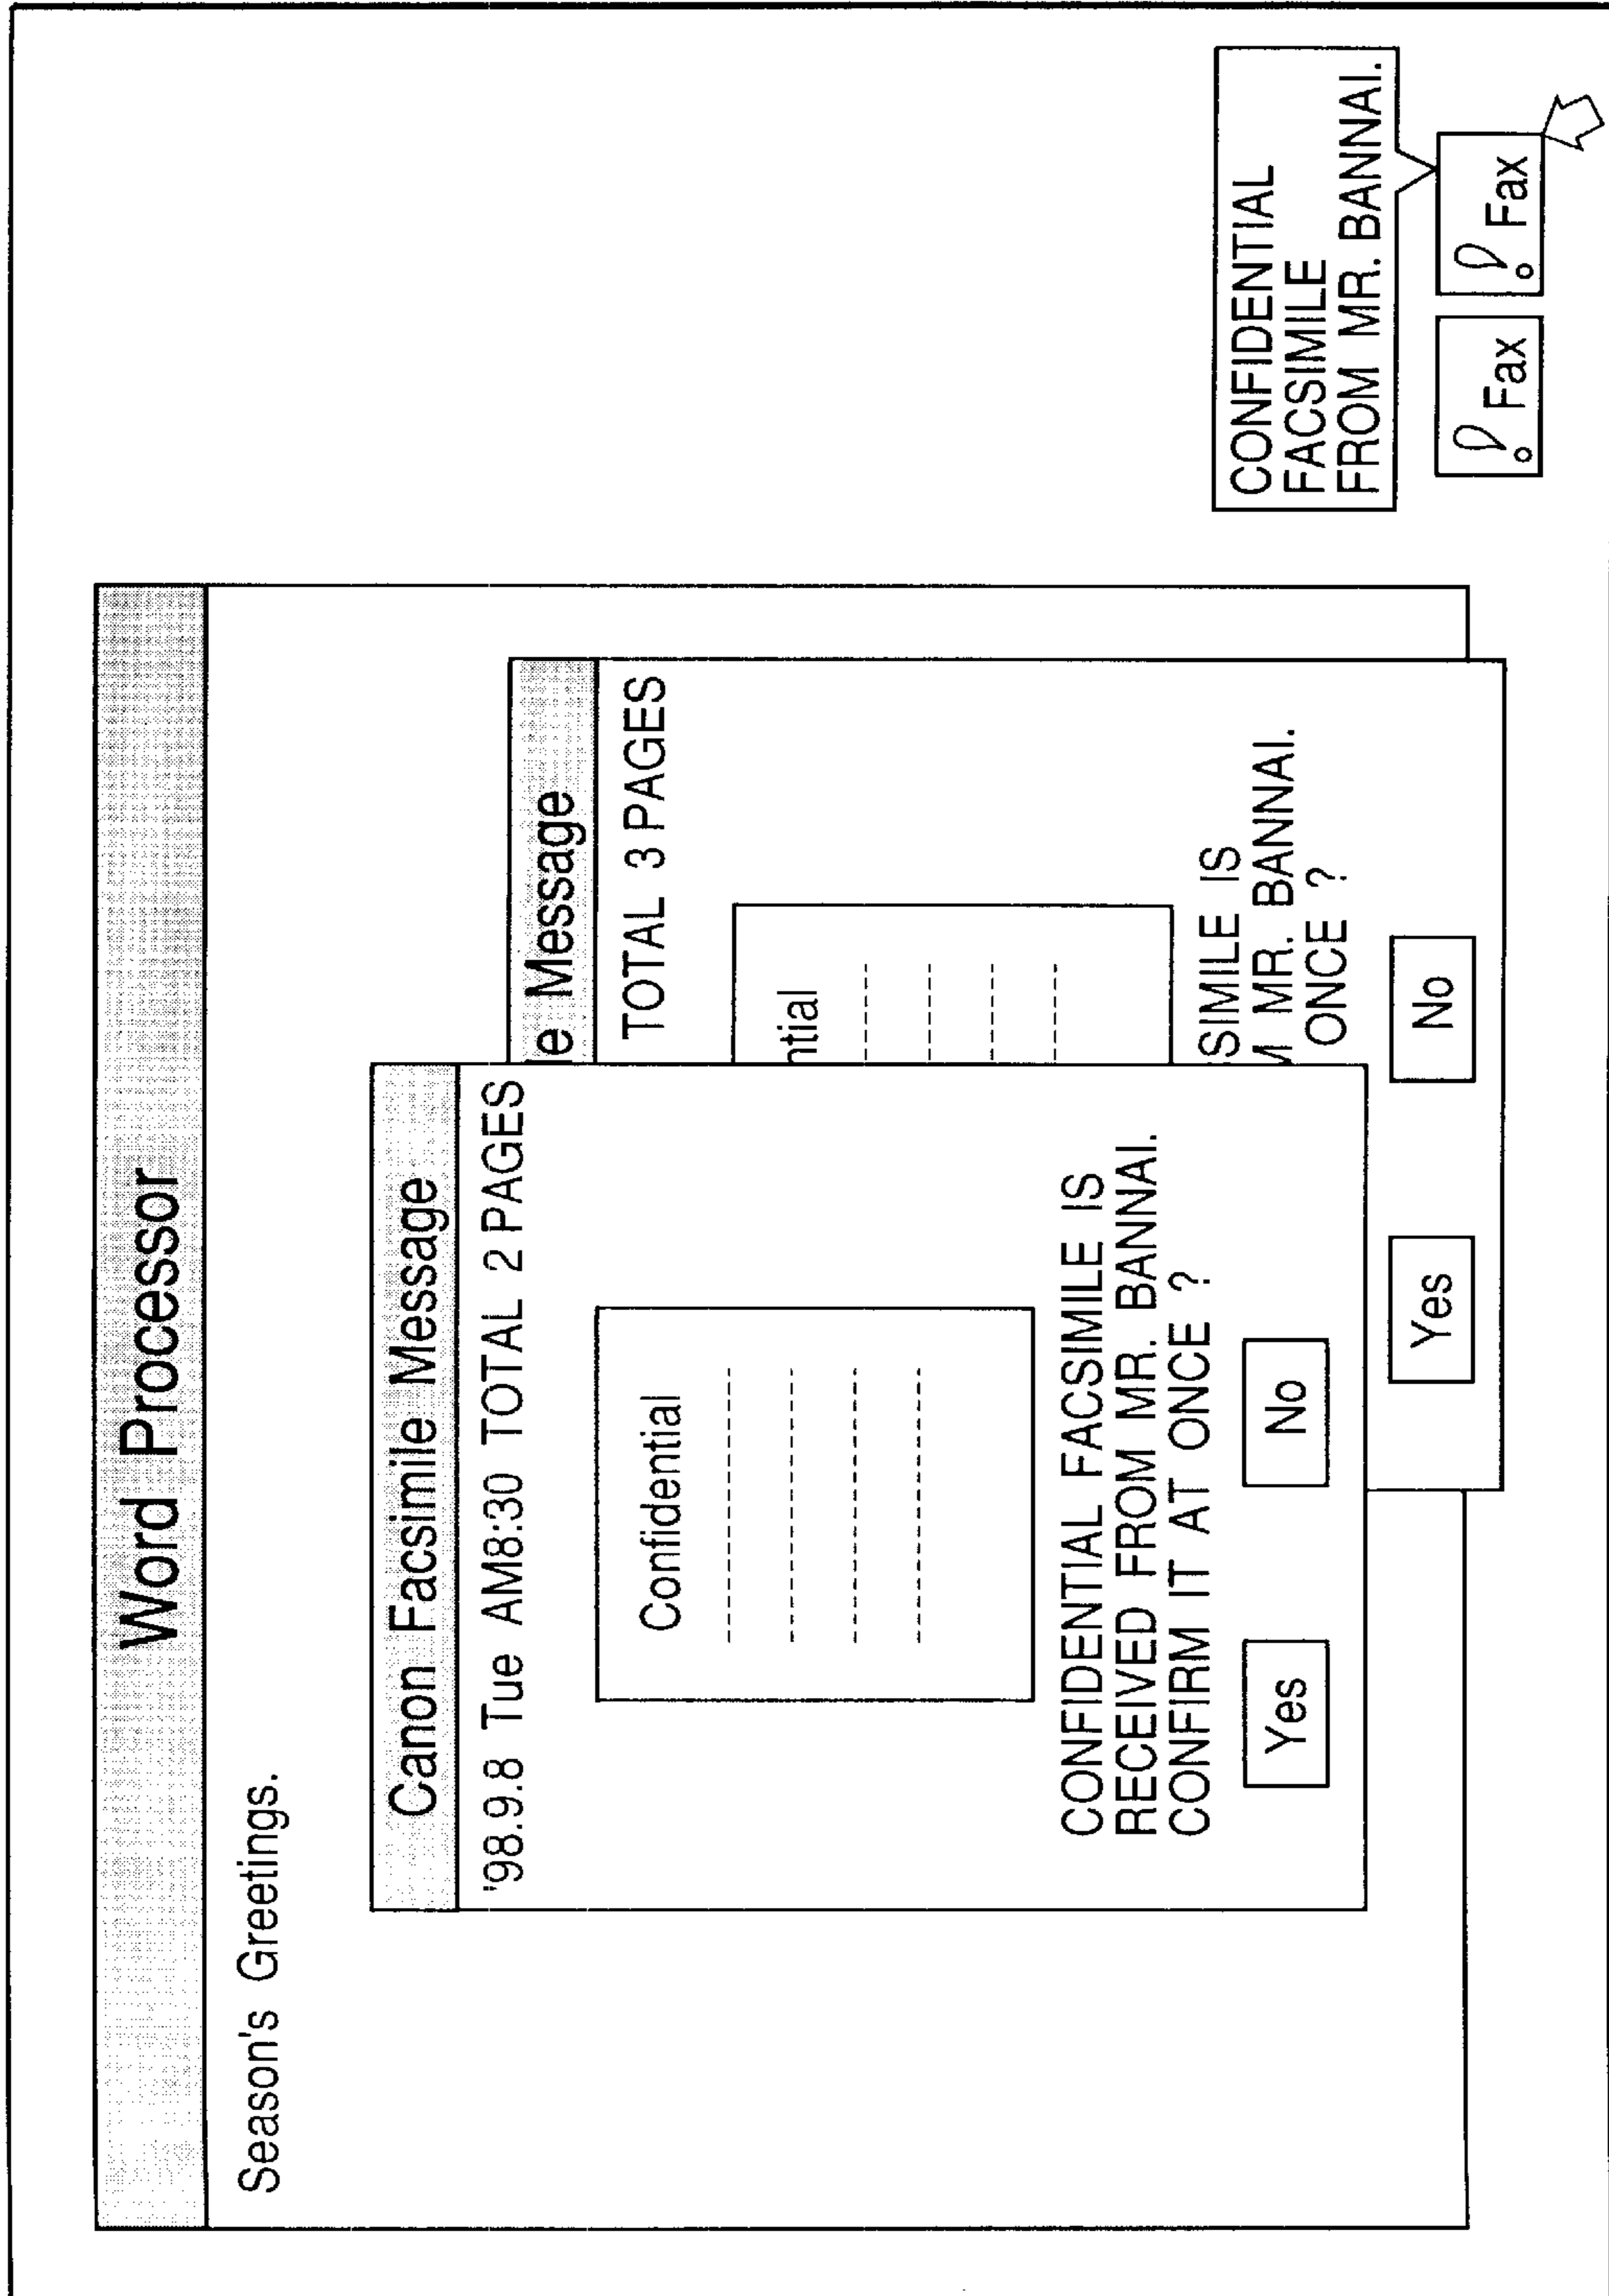 Word Processor
Season's Greetings.
Canon Facsimile Message
'98.9.8 Tue AM8:30 TOTAL 2 PAGES
Confidential
CONFIDENTIAL FACSIMILE IS
RECEIVED FROM MR. BANNAI.
CONFIRM IT AT ONCE ?
Yes No
le Message
TOTAL 3 PAGES
ntial
SIMILE IS
M MR. BANNAI.
ONCE ?
Yes No
CONFIDENTIAL
FACSIMILE
FROM MR. BANNAI.
Fax
Fax